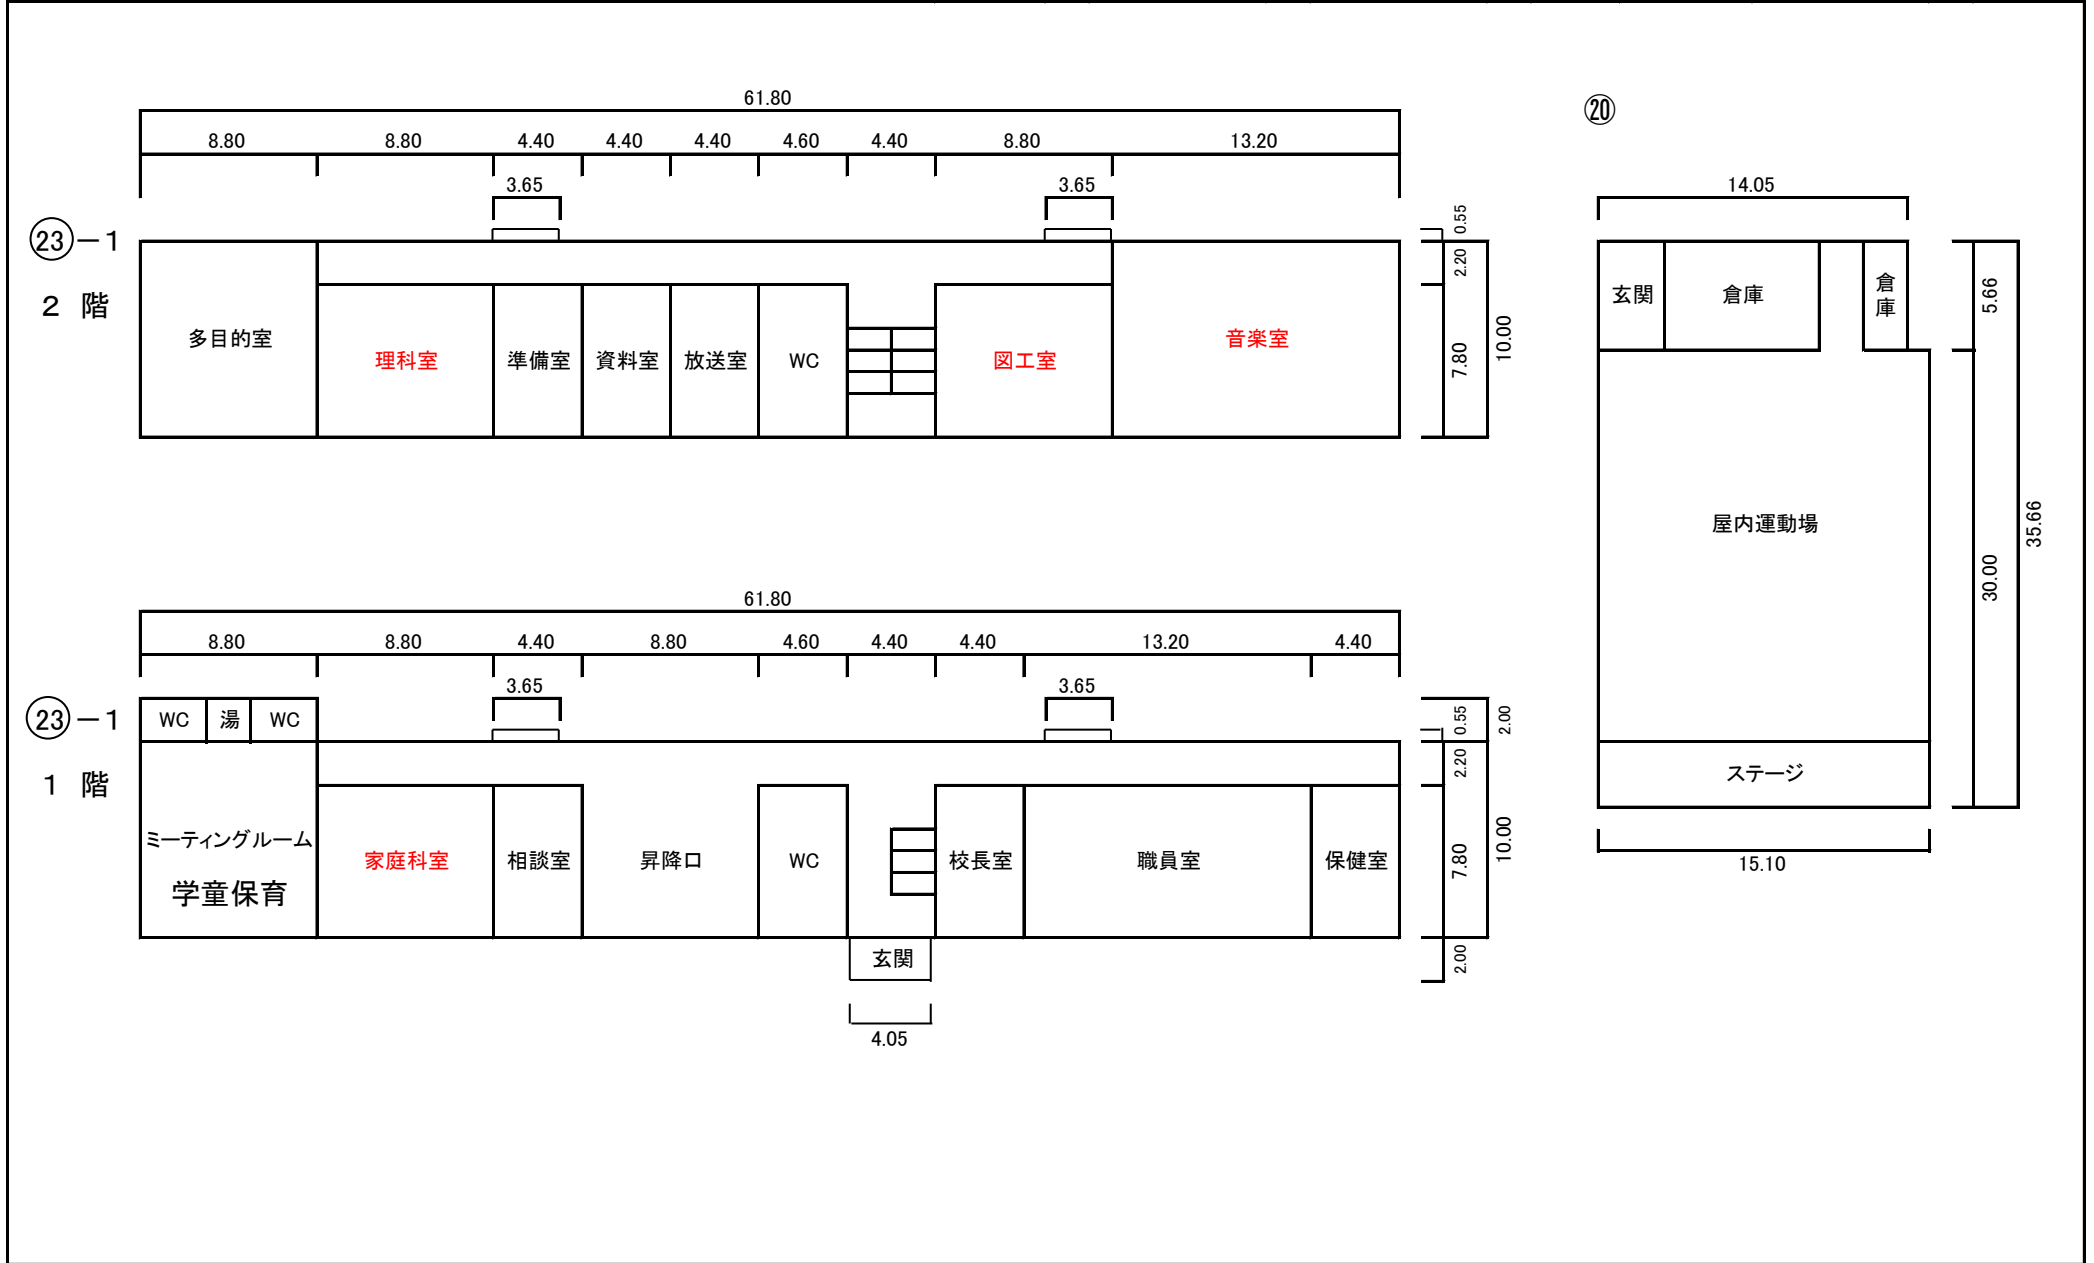 61.80
8.80 8.80 4.40 4.40 4.40 4.60 4.40 8.80 13.20
3.65 3.65
㉓－1
２ 階
多目的室
理科室
準備室
資料室
放送室
WC
図工室
音楽室
0.55
2.20
7.80
10.00
61.80
8.80 8.80 4.40 8.80 4.60 4.40 4.40 13.20 4.40
3.65 3.65
㉓－1
１ 階
WC
湯
WC
ミーティングルーム
学童保育
家庭科室
相談室
昇降口
WC
校長室
職員室
保健室
玄関
4.05
0.55
2.00
2.20
7.80
10.00
2.00
⑳
14.05
玄関
倉庫
倉庫
屋内運動場
ステージ
5.66
30.00
35.66
15.10